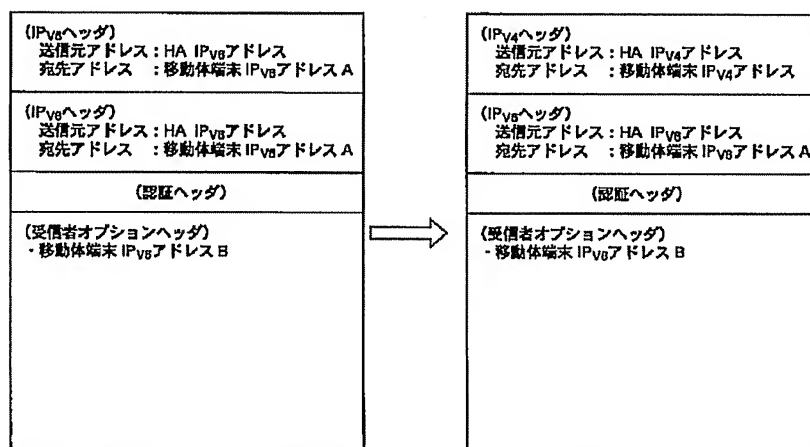 (IPV6ヘッダ)
送信元アドレス：HA IPV6アドレス
宛先アドレス ：移動体端末 IPV6アドレス A
(IPV6ヘッダ)
送信元アドレス：HA IPV6アドレス
宛先アドレス ：移動体端末 IPV6アドレス A
(認証ヘッダ)
(受信者オプションヘッダ)
・移動体端末 IPV6アドレス B
(IPV4ヘッダ)
送信元アドレス：HA IPV4アドレス
宛先アドレス ：移動体端末 IPV4アドレス
(IPV6ヘッダ)
送信元アドレス：HA IPV6アドレス
宛先アドレス ：移動体端末 IPV6アドレス A
(認証ヘッダ)
(受信者オプションヘッダ)
・移動体端末 IPV6アドレス B